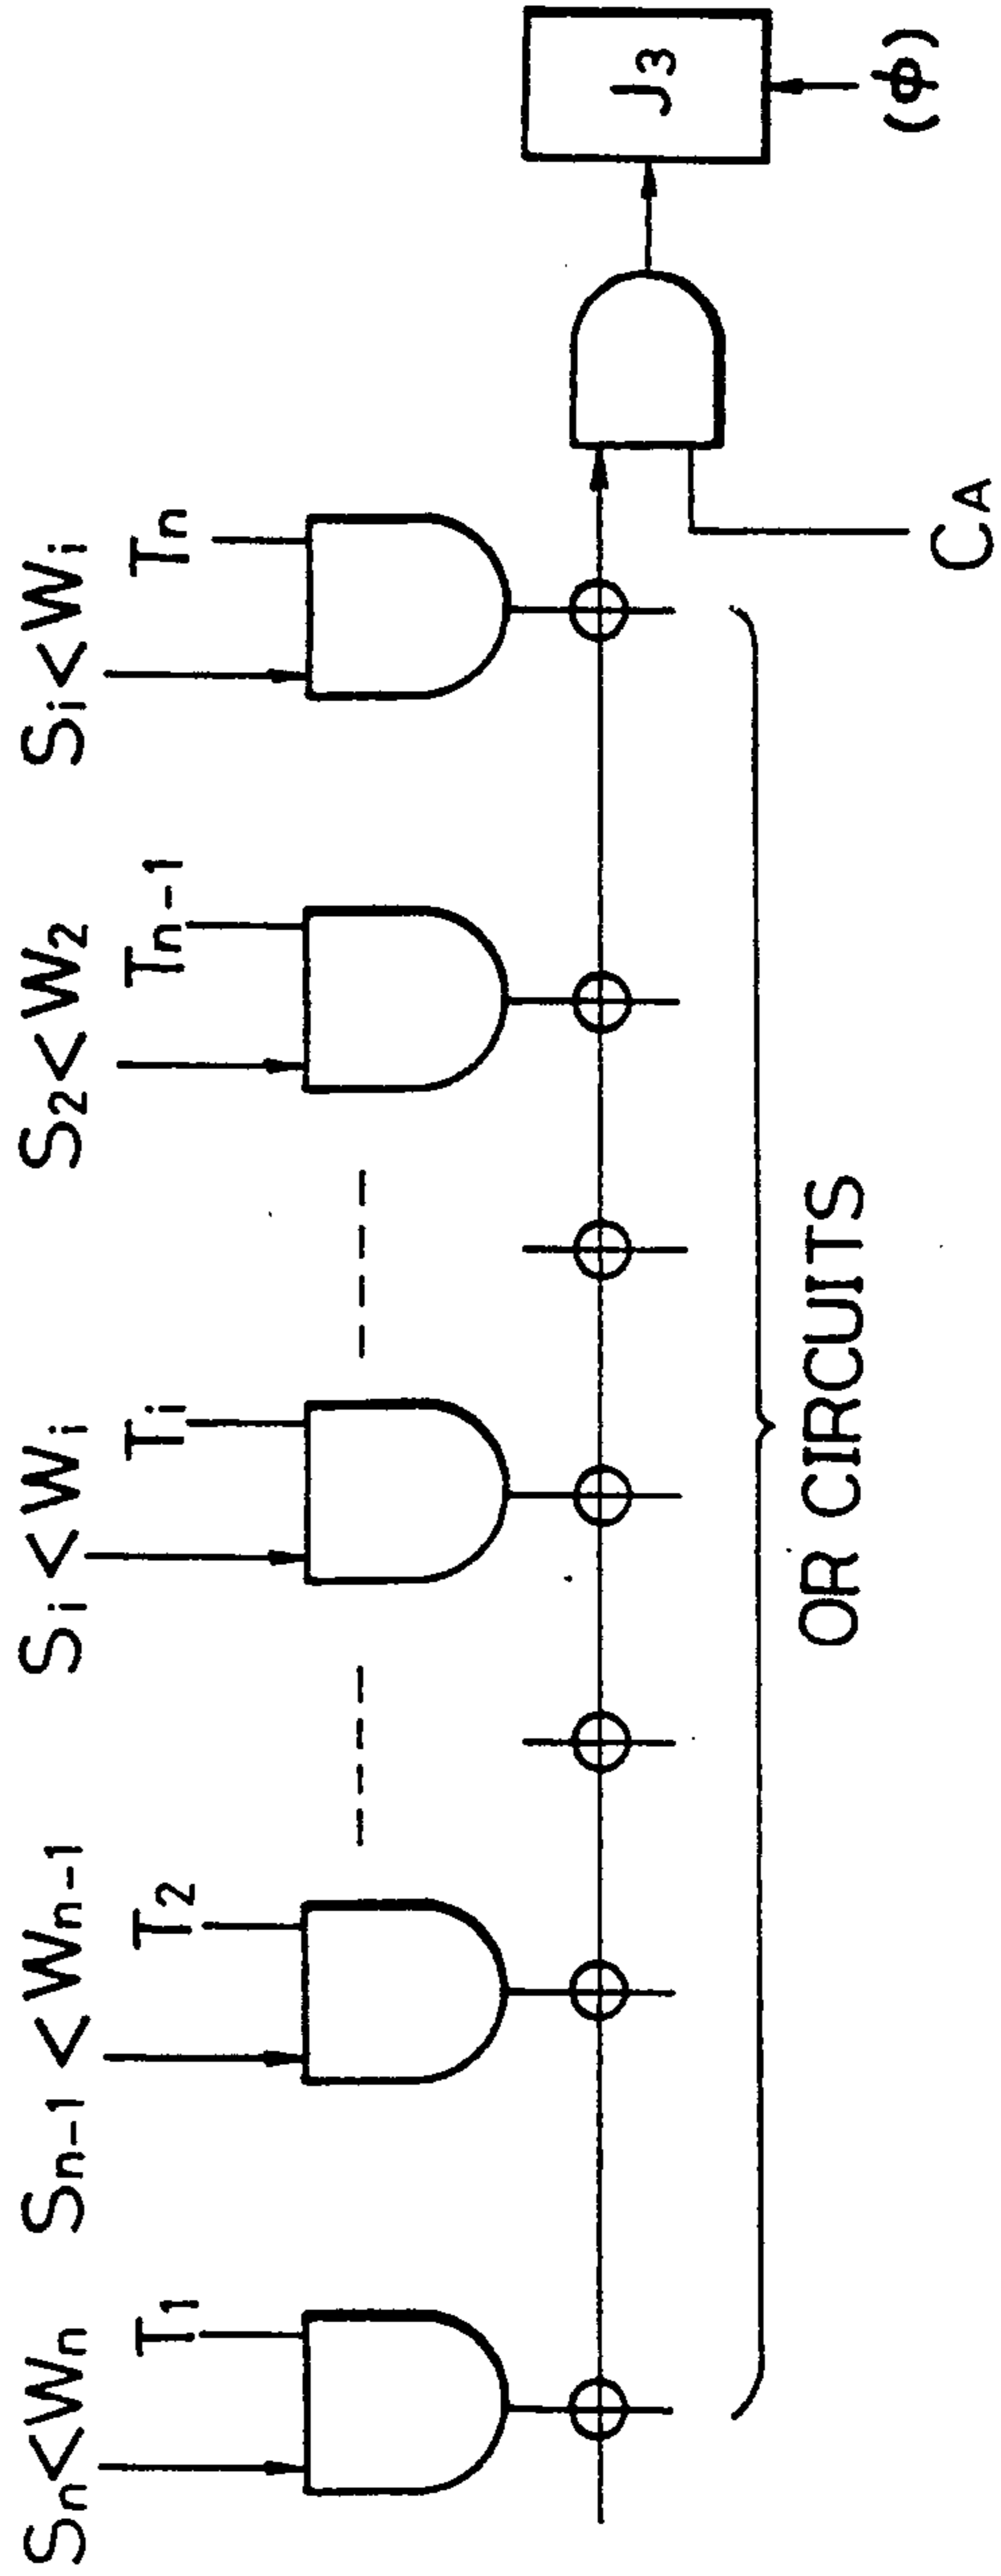 Sn<Wn
T1
Sn-1<Wn-1
T2
Si<Wi
Ti
S2<W2
Tn-1
Si<Wi
Tn
J3
(φ)
CA
OR CIRCUITS